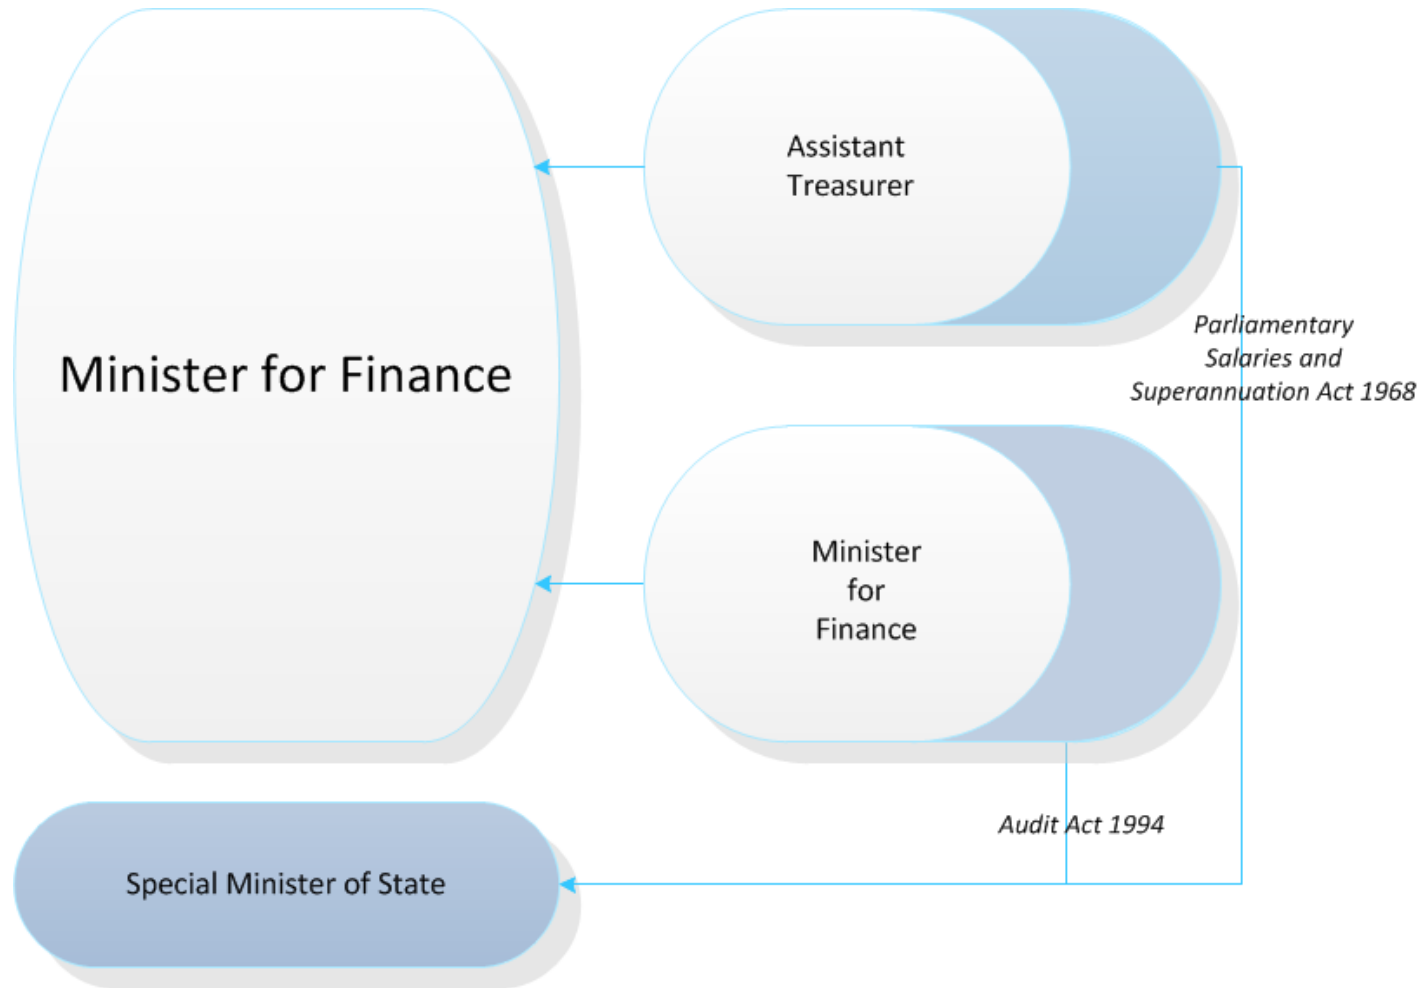 Assistant
Treasurer
Parliamentary
Salaries and
Superannuation Act 1968
Minister for Finance
Minister
for
Finance
Audit Act 1994
Special Minister of State